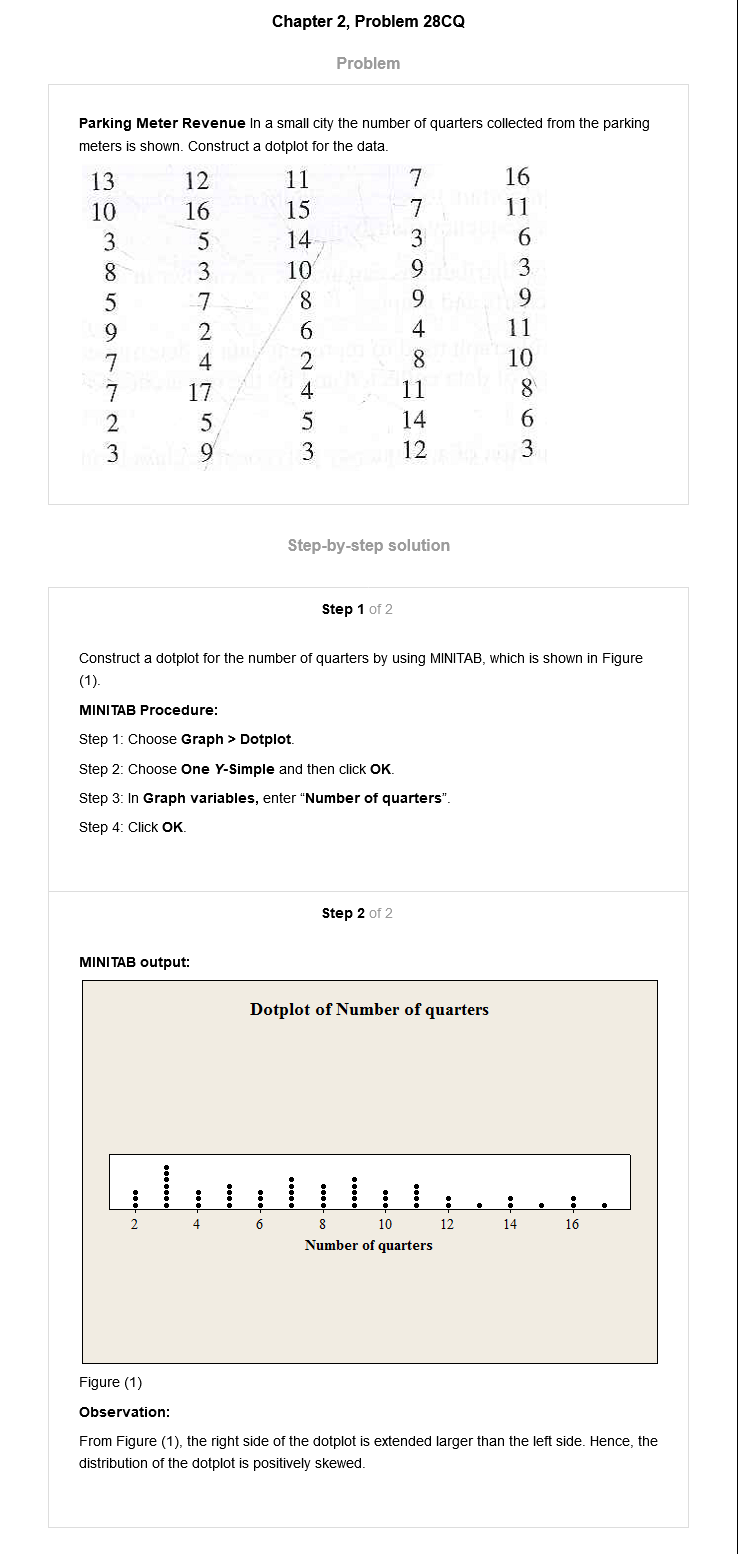 Chapter 2, Problem 28CQ
Problem
Parking Meter Revenue In a small city the number of quarters collected from the parking
meters is shown. Construct a dotplot for the data.
13 12 11 7 16
10 16 15 7 11
3 5 14 3 6
8 3 10 9 3
5 7 8 9 9
9 2 6 4 11
7 4 2 8 10
7 17 4 11 8
2 5 5 14 6
3 9 3 12 3
Step-by-step solution
Step 1 of 2
Construct a dotplot for the number of quarters by using MINITAB, which is shown in Figure
(1).
MINITAB Procedure:
Step 1: Choose Graph > Dotplot.
Step 2: Choose One Y-Simple and then click OK.
Step 3: In Graph variables, enter “Number of quarters”.
Step 4: Click OK.
Step 2 of 2
MINITAB output:
Dotplot of Number of quarters
2 4 6 8 10 12 14 16
Number of quarters
Figure (1)
Observation:
From Figure (1), the right side of the dotplot is extended larger than the left side. Hence, the
distribution of the dotplot is positively skewed.